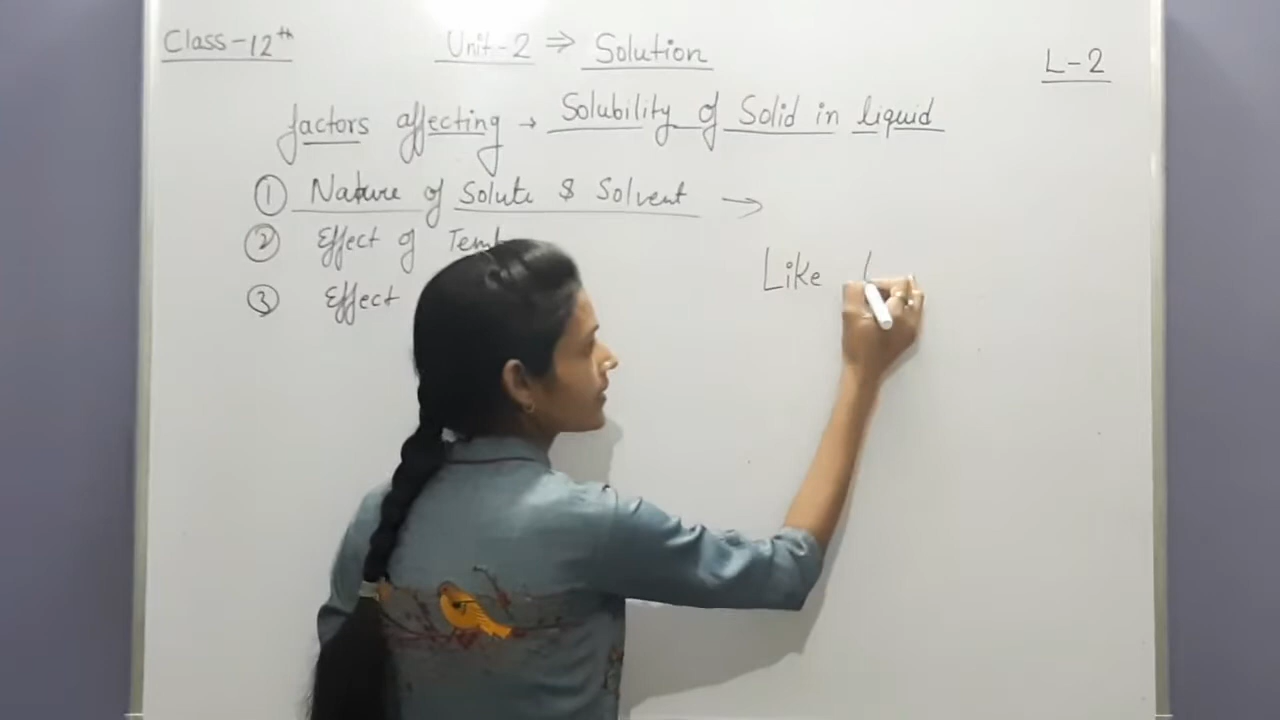 Class-12th
Unit-2 ⇒ Solution
L-2
factors affecting → Solubility of Solid in liquid
① Nature of Solute & Solvent →
② Effect of
Like
③ Effect